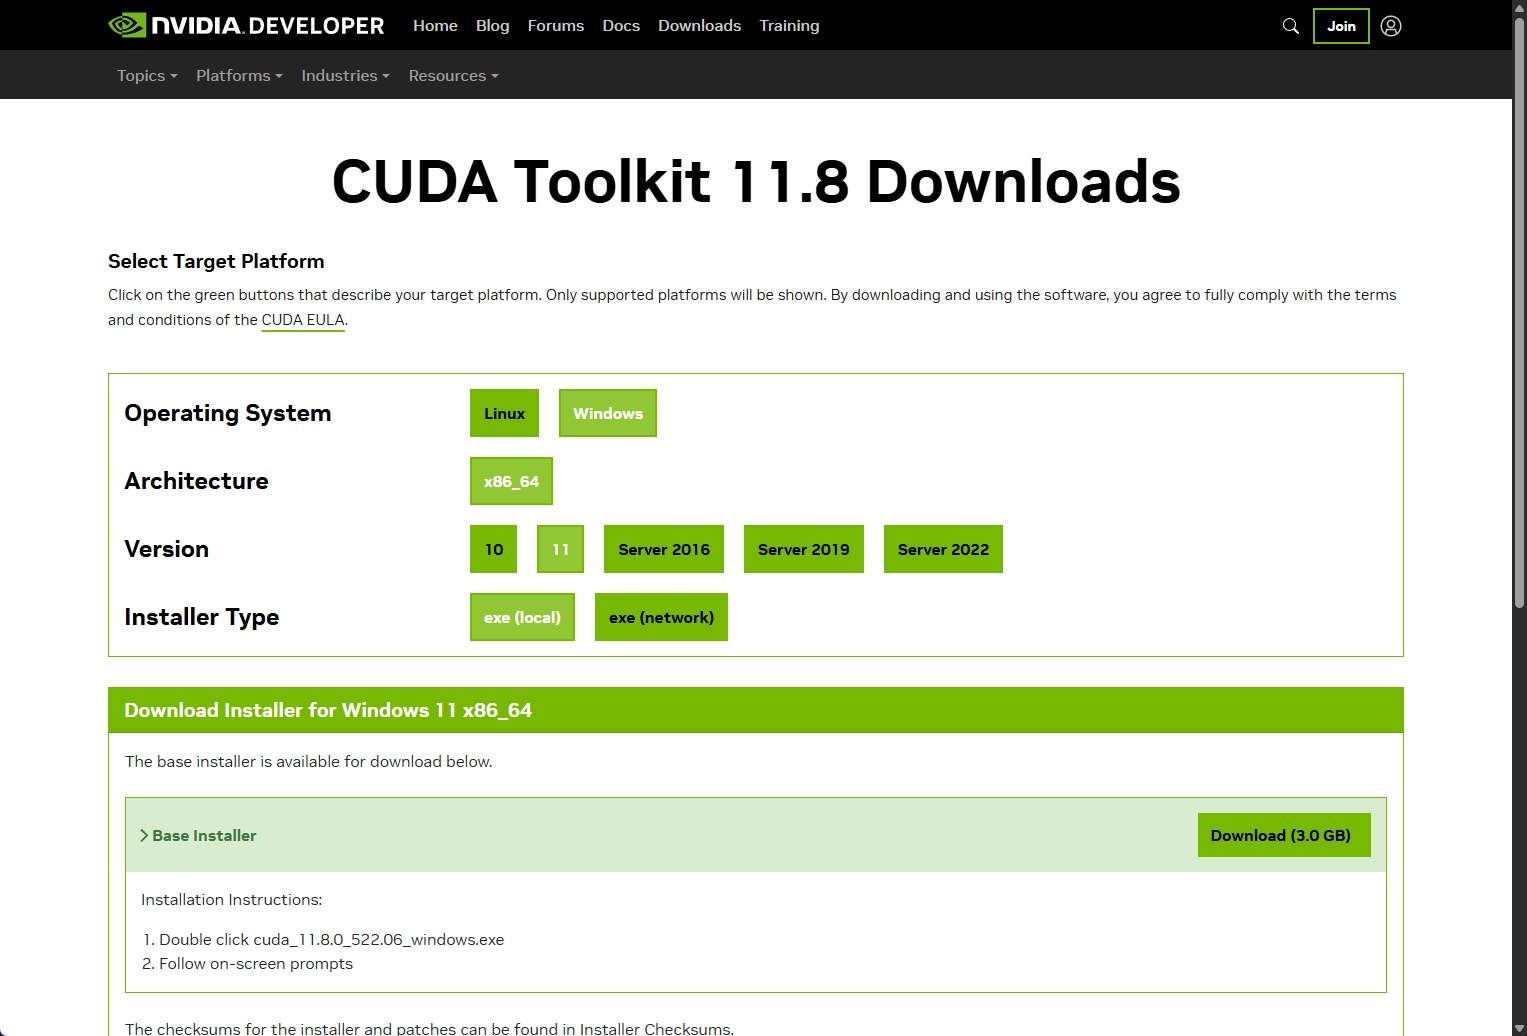 NVIDIA. DEVELOPER Home Blog Forums Docs Downloads Training Join
Topics Platforms Industries Resources
CUDA Toolkit 11.8 Downloads
Select Target Platform
Click on the green buttons that describe your target platform. Only supported platforms will be shown. By downloading and using the software, you agree to fully comply with the terms
and conditions of the CUDA EULA.
Operating System Linux Windows
Architecture x86_64
Version 10 11 Server 2016 Server 2019 Server 2022
Installer Type exe (local) exe (network)
Download Installer for Windows 11 x86_64
The base installer is available for download below.
Base Installer Download (3.0 GB)
Installation Instructions:
1. Double click cuda_11.8.0_522.06_windows.exe
2. Follow on-screen prompts
The checksums for the installer and patches can be found in Installer Checksums.